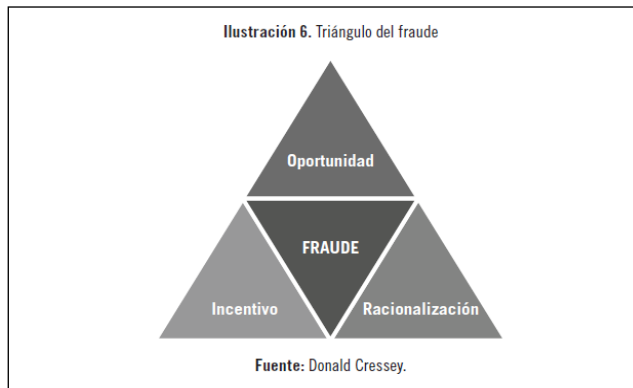 Ilustración 6. Triángulo del fraude
Oportunidad
FRAUDE
Incentivo
Racionalización
Fuente: Donald Cressey.